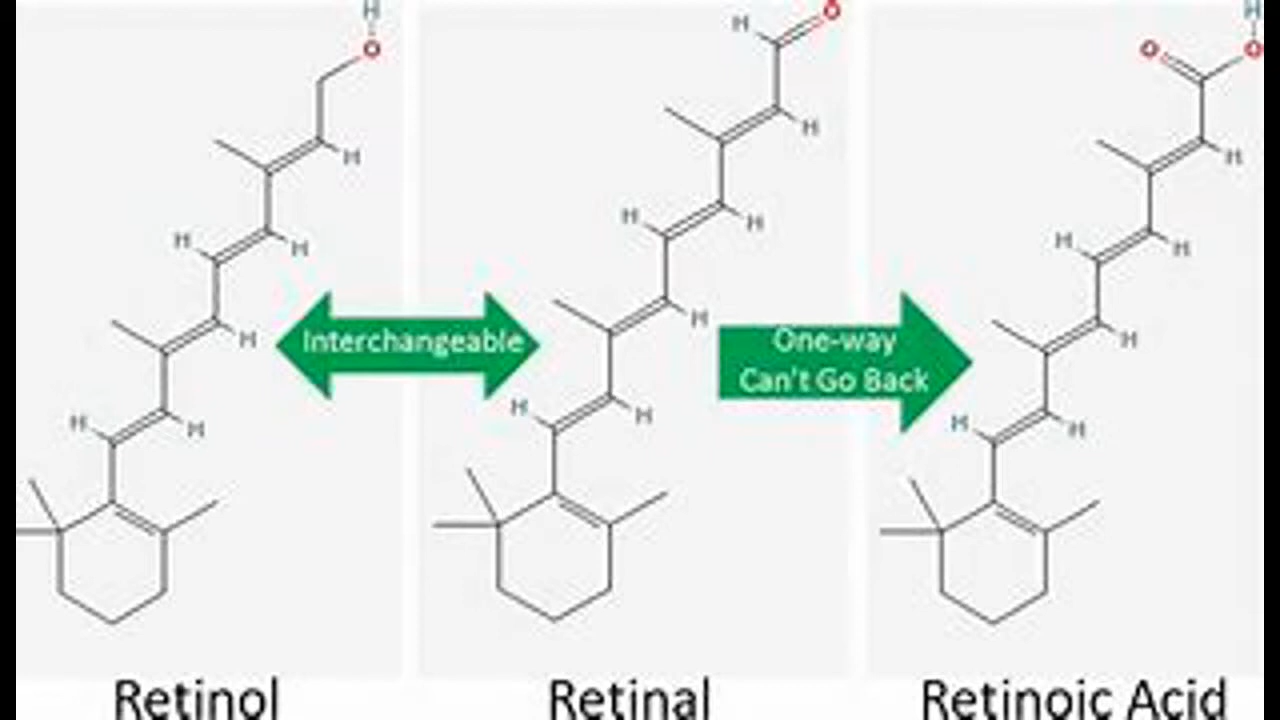 H
O
H
H
H
H
H
H
H O
H
H
H
H
H
H
H
O O
H
H
H
H
H
H
H
Interchangeable
One-way
Can't Go Back
Retinol
Retinal
Retinoic Acid